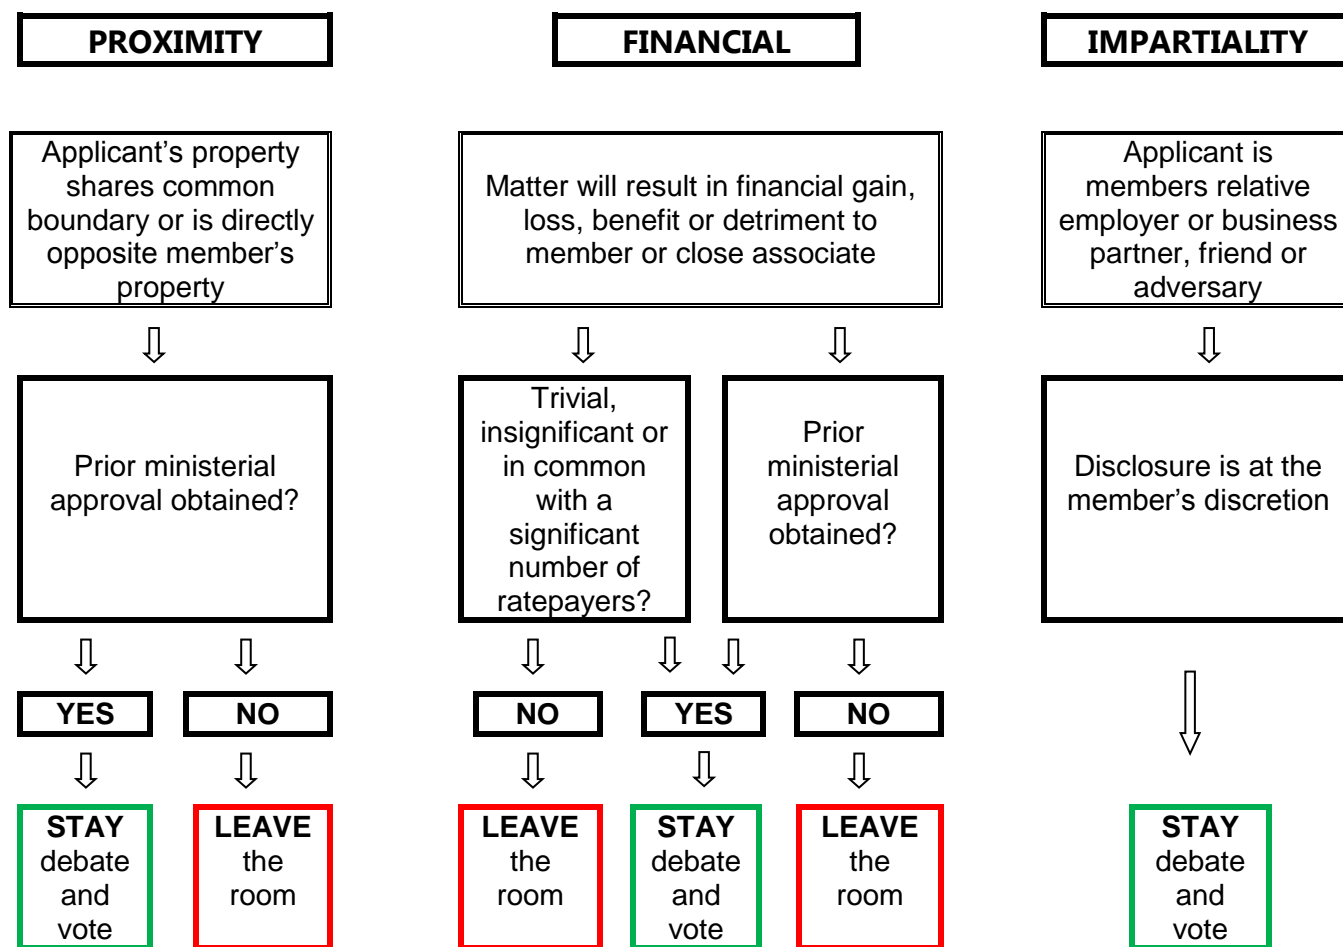 PROXIMITY
FINANCIAL
IMPARTIALITY
Applicant's property
shares common
boundary or is directly
opposite member's
property
Matter will result in financial gain,
loss, benefit or detriment to
member or close associate
Applicant is
members relative
employer or business
partner, friend or
adversary
Prior ministerial
approval obtained?
Trivial,
insignificant or
in common
with a
significant
number of
ratepayers?
Prior
ministerial
approval
obtained?
Disclosure is at the
member's discretion
YES
NO
NO
YES
NO
STAY
debate
and
vote
LEAVE
the
room
LEAVE
the
room
STAY
debate
and
vote
LEAVE
the
room
STAY
debate
and
vote